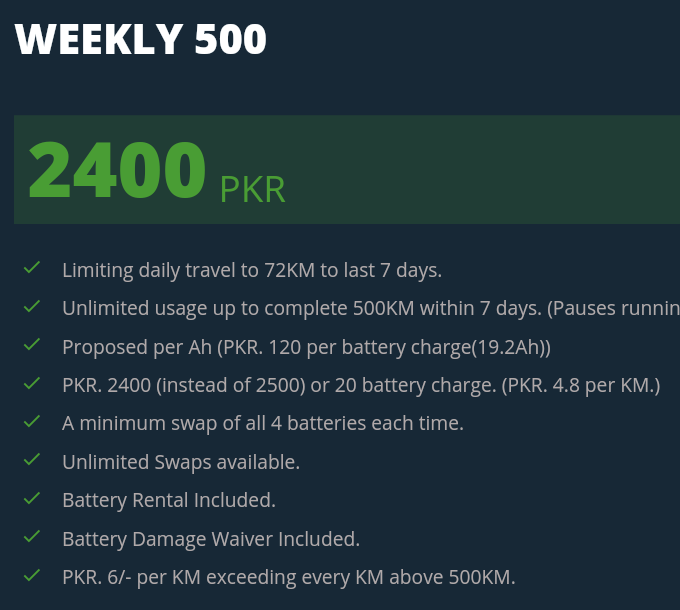 WEEKLY 500
2400 PKR
Limiting daily travel to 72KM to last 7 days.
Unlimited usage up to complete 500KM within 7 days. (Pauses runnin
Proposed per Ah (PKR. 120 per battery charge(19.2Ah))
PKR. 2400 (instead of 2500) or 20 battery charge. (PKR. 4.8 per KM.)
A minimum swap of all 4 batteries each time.
Unlimited Swaps available.
Battery Rental Included.
Battery Damage Waiver Included.
PKR. 6/- per KM exceeding every KM above 500KM.